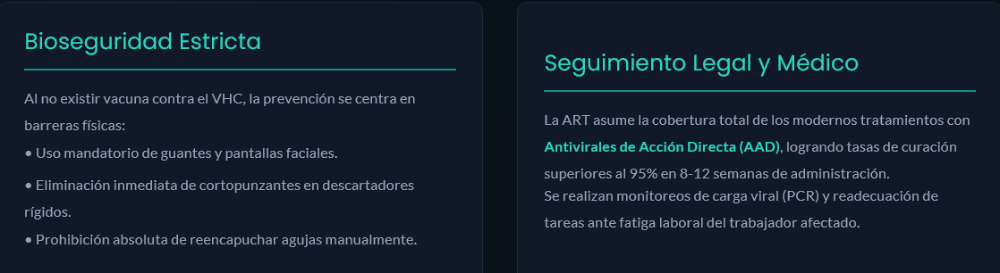 Bioseguridad Estricta
Al no existir vacuna contra el VHC, la prevención se centra en
barreras físicas:
• Uso mandatorio de guantes y pantallas faciales.
• Eliminación inmediata de cortopunzantes en descartadores
rígidos.
• Prohibición absoluta de reencapuchar agujas manualmente.
Seguimiento Legal y Médico
La ART asume la cobertura total de los modernos tratamientos con
Antivirales de Acción Directa (AAD), logrando tasas de curación
superiores al 95% en 8-12 semanas de administración.
Se realizan monitoreos de carga viral (PCR) y readecuación de
tareas ante fatiga laboral del trabajador afectado.